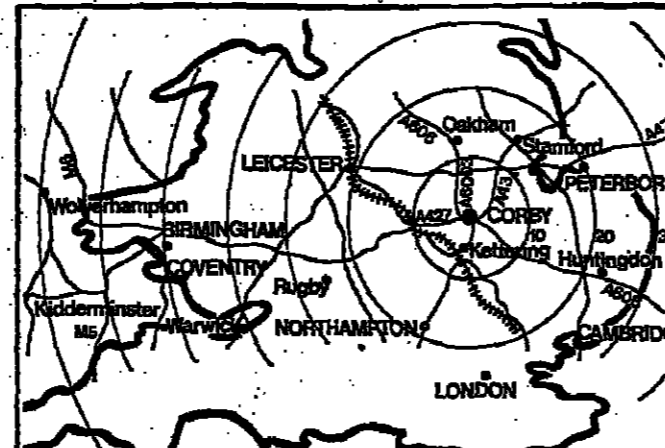 A606
Oakham
Stamford
LEICESTER
A6003
PETERBOR
M6
Wolverhampton
A427
CORBY
BIRMINGHAM
10
20
3
Kettering
Huntingdon
COVENTRY
Rugby
Kidderminster
M5
Warwick
NORTHAMPTON
CAMBRIDG
LONDON